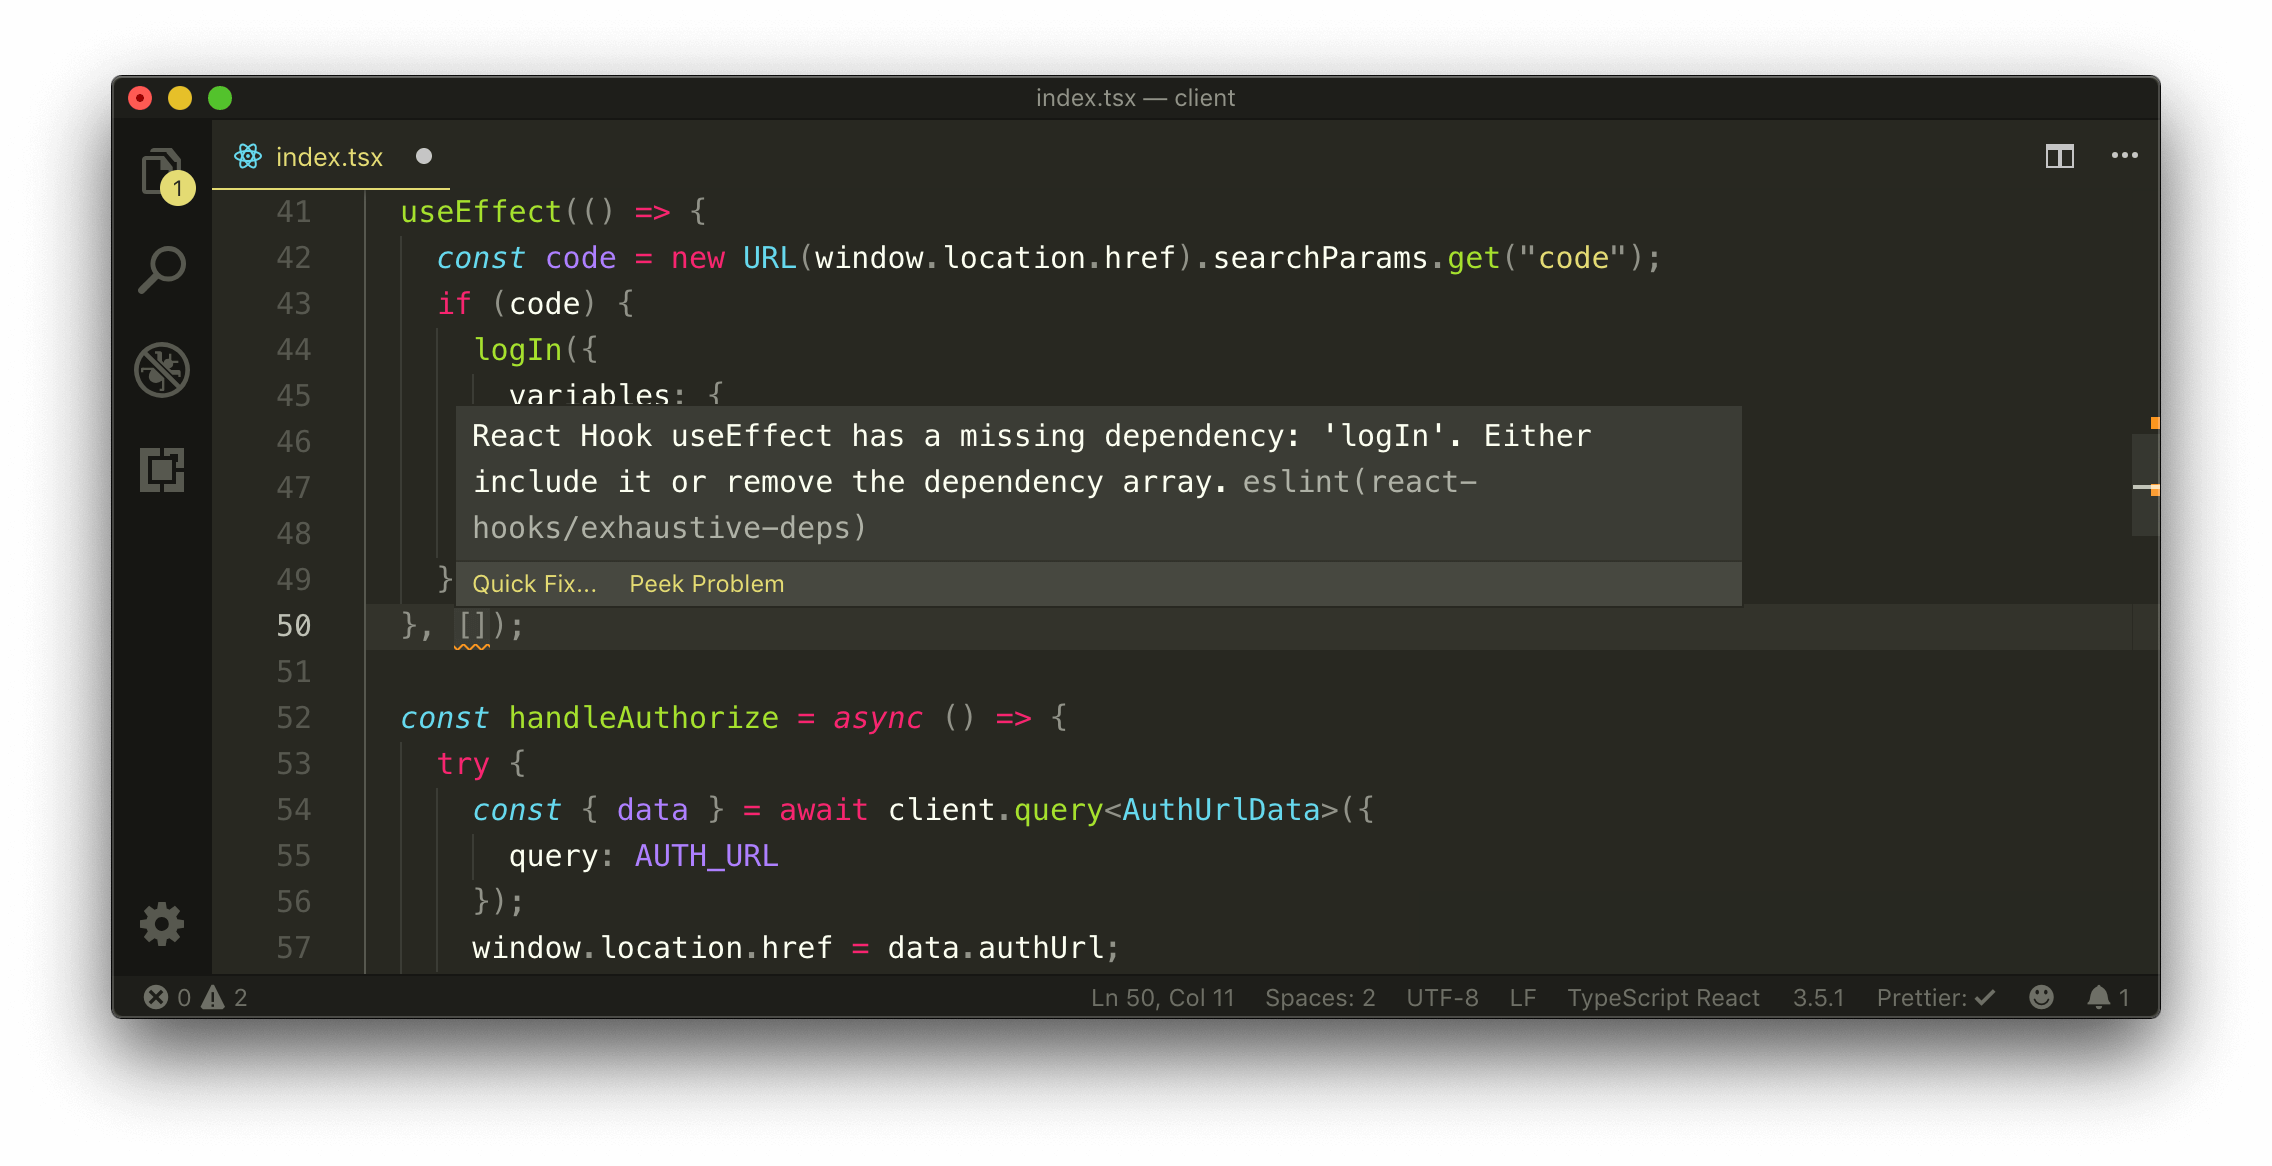 index.tsx — client
1
index.tsx
41 useEffect(() => {
42 const code = new URL(window.location.href).searchParams.get("code");
43 if (code) {
44 logIn({
45 variables: {
46
47
48
49 }
React Hook useEffect has a missing dependency: 'logIn'. Either
include it or remove the dependency array. eslint(react-
hooks/exhaustive-deps)
Quick Fix... Peek Problem
50 }, []);
51
52 const handleAuthorize = async () => {
53 try {
54 const { data } = await client.query<AuthUrlData>({
55 query: AUTH_URL
56 });
57 window.location.href = data.authUrl;
0 2 Ln 50, Col 11 Spaces: 2 UTF-8 LF TypeScript React 3.5.1 Prettier: ✓ 1